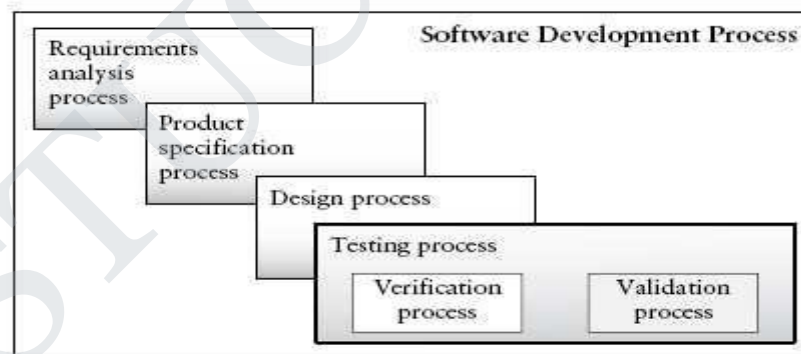 Software Development Process
Requirements
analysis
process
Product
specification
process
Design process
Testing process
Verification
process
Validation
process